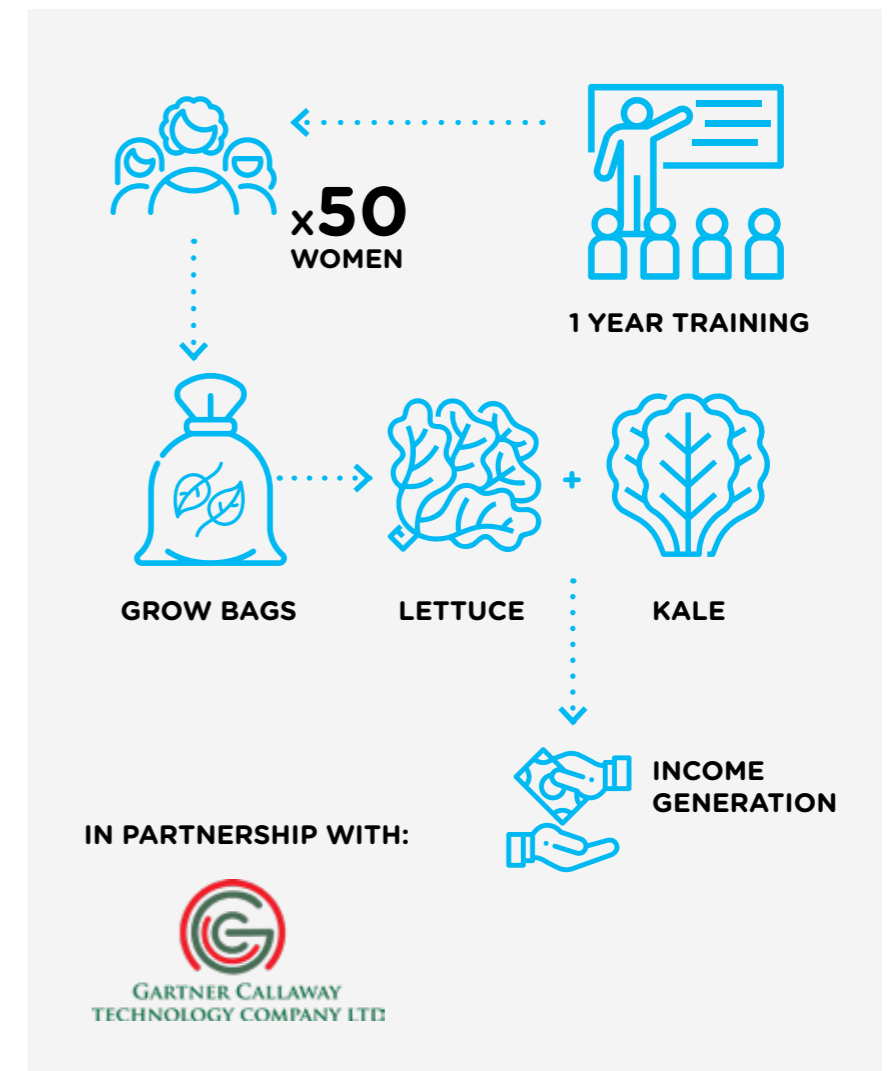 x50
WOMEN
1 YEAR TRAINING
GROW BAGS
LETTUCE
+
KALE
INCOME
GENERATION
IN PARTNERSHIP WITH:
GARTNER CALLAWAY
TECHNOLOGY COMPANY LTD